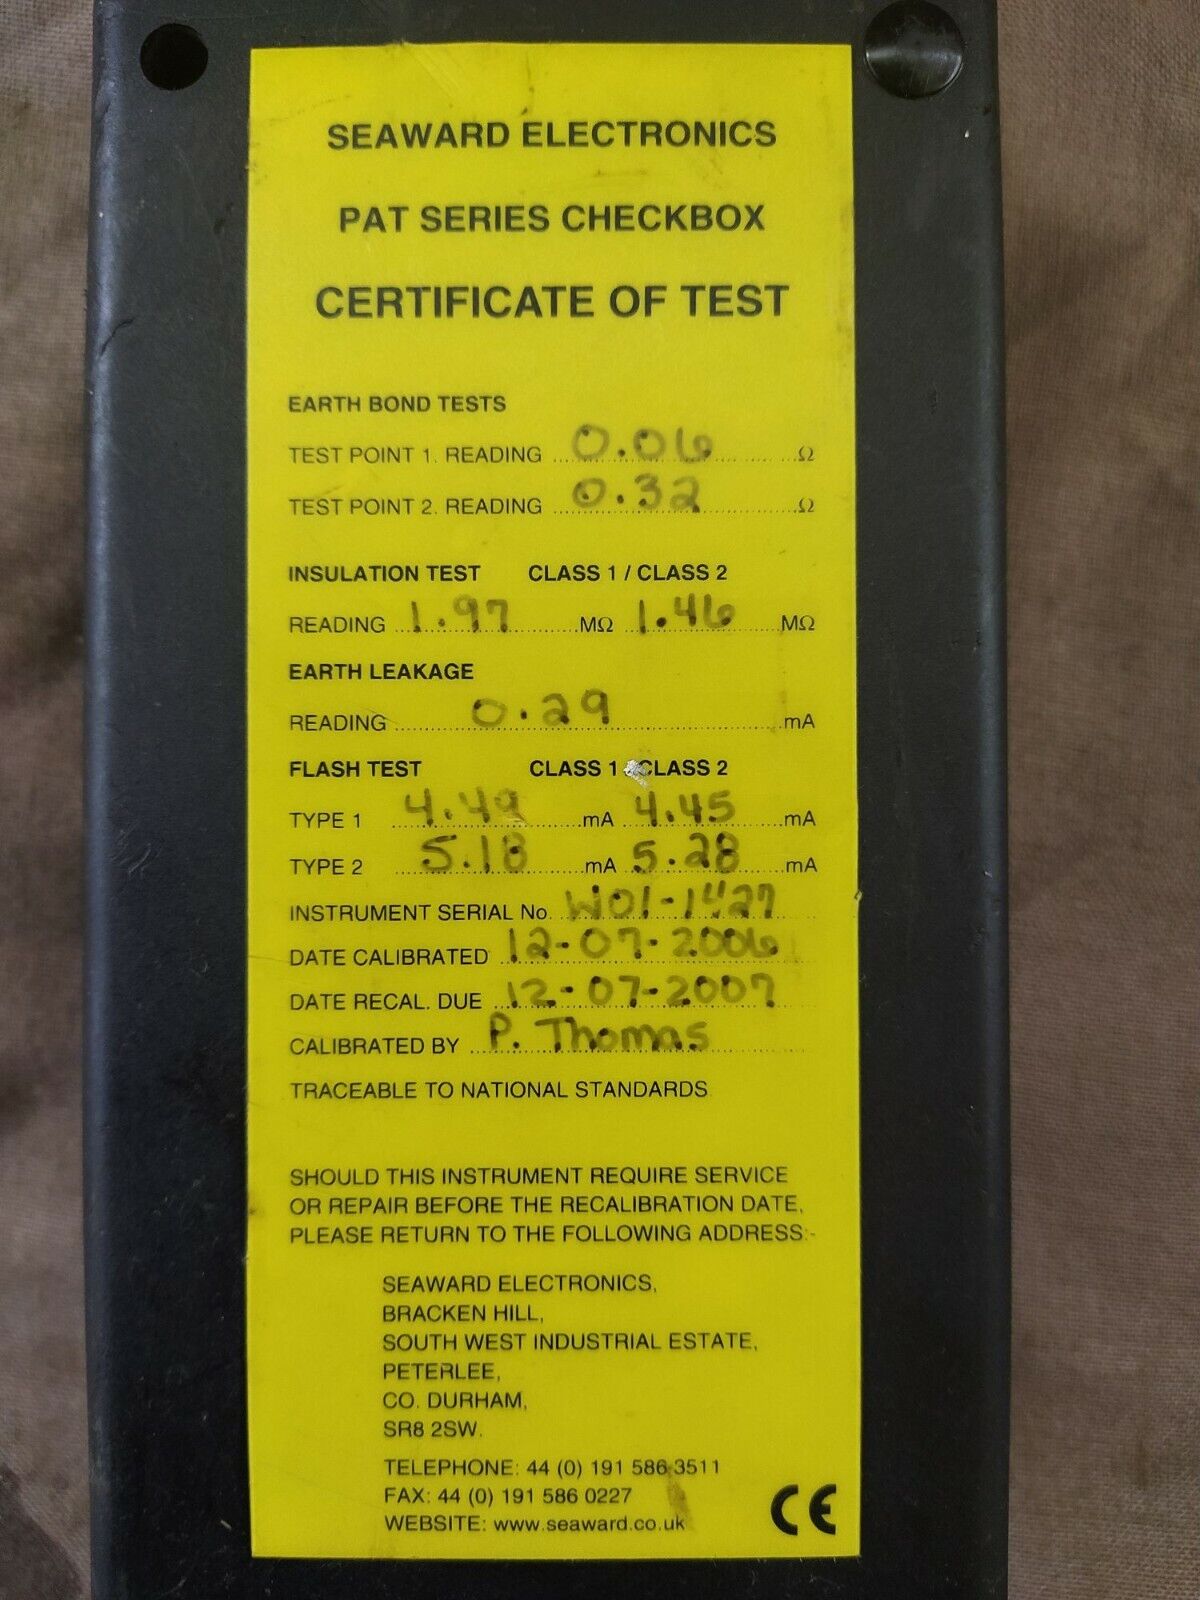 SEAWARD ELECTRONICS
PAT SERIES CHECKBOX
CERTIFICATE OF TEST
EARTH BOND TESTS
TEST POINT 1. READING 0.06 Ω
TEST POINT 2. READING 0.32 Ω
INSULATION TEST CLASS 1 / CLASS 2
READING 1.97 MΩ 1.46 MΩ
EARTH LEAKAGE
READING 0.29 mA
FLASH TEST CLASS 1 CLASS 2
TYPE 1 4.49 mA 4.45 mA
TYPE 2 5.18 mA 5.28 mA
INSTRUMENT SERIAL No. W01-1427
DATE CALIBRATED 12-07-2006
DATE RECAL. DUE 12-07-2007
CALIBRATED BY P. Thomas
TRACEABLE TO NATIONAL STANDARDS
SHOULD THIS INSTRUMENT REQUIRE SERVICE
OR REPAIR BEFORE THE RECALIBRATION DATE,
PLEASE RETURN TO THE FOLLOWING ADDRESS:-
SEAWARD ELECTRONICS,
BRACKEN HILL,
SOUTH WEST INDUSTRIAL ESTATE,
PETERLEE,
CO. DURHAM,
SR8 2SW.
TELEPHONE: 44 (0) 191 586 3511
FAX: 44 (0) 191 586 0227
WEBSITE: www.seaward.co.uk
CE